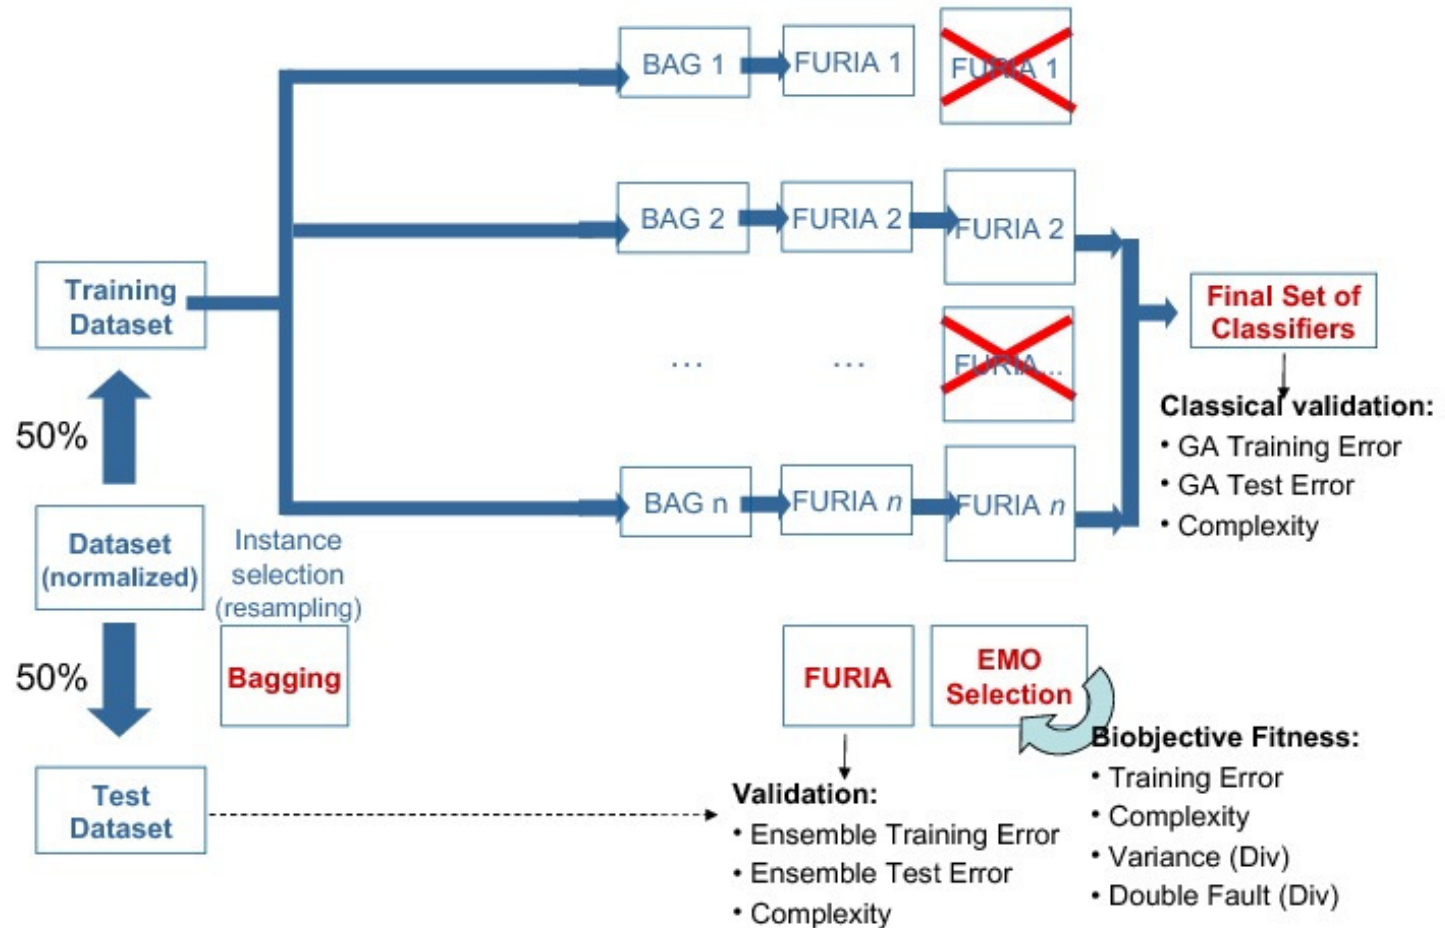 BAG 1
FURIA 1
FURIA 1
BAG 2
FURIA 2
FURIA 2
Training
Dataset
Final Set of
Classifiers
...
...
FURIA...
50%
Classical validation:
• GA Training Error
• GA Test Error
• Complexity
BAG n
FURIA n
FURIA n
Dataset
(normalized)
Instance
selection
(resampling)
50%
Bagging
FURIA
EMO
Selection
Biobjective Fitness:
• Training Error
• Complexity
• Variance (Div)
• Double Fault (Div)
Test
Dataset
Validation:
• Ensemble Training Error
• Ensemble Test Error
• Complexity